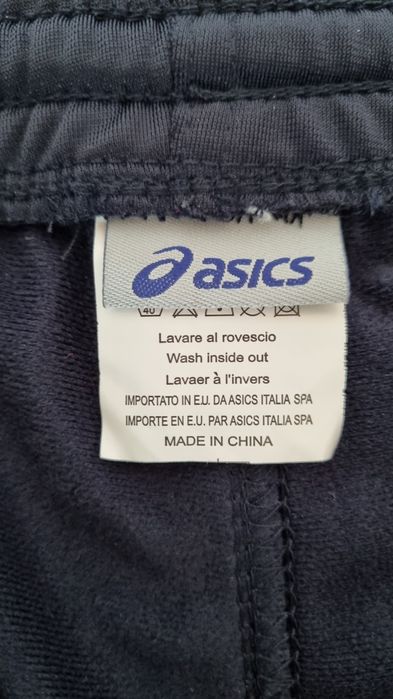 asics
40
Lavare al rovescio
Wash inside out
Lavaer à l'invers
IMPORTATO IN E.U. DA ASICS ITALIA SPA
IMPORTE EN E.U. PAR ASICS ITALIA SPA
MADE IN CHINA